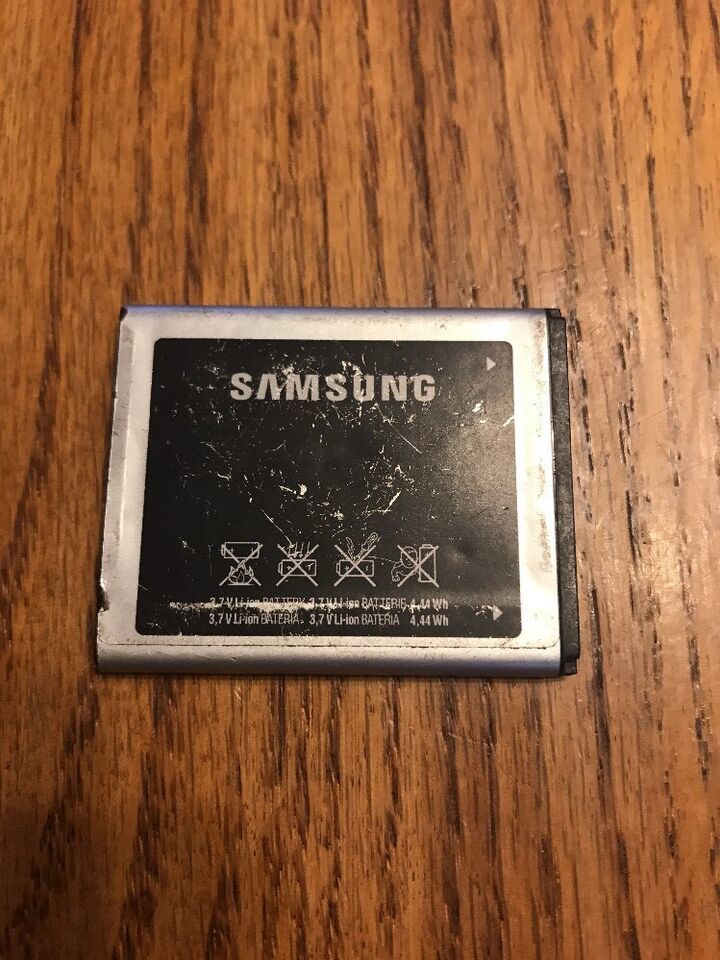 SAMSUNG
3.7 V Li-ion BATTERY 3.7 V Li-ion BATTERIE 4.44 Wh
3,7 V Li-ion BATERIA 3,7 V Li-ion BATERIA 4,44 Wh